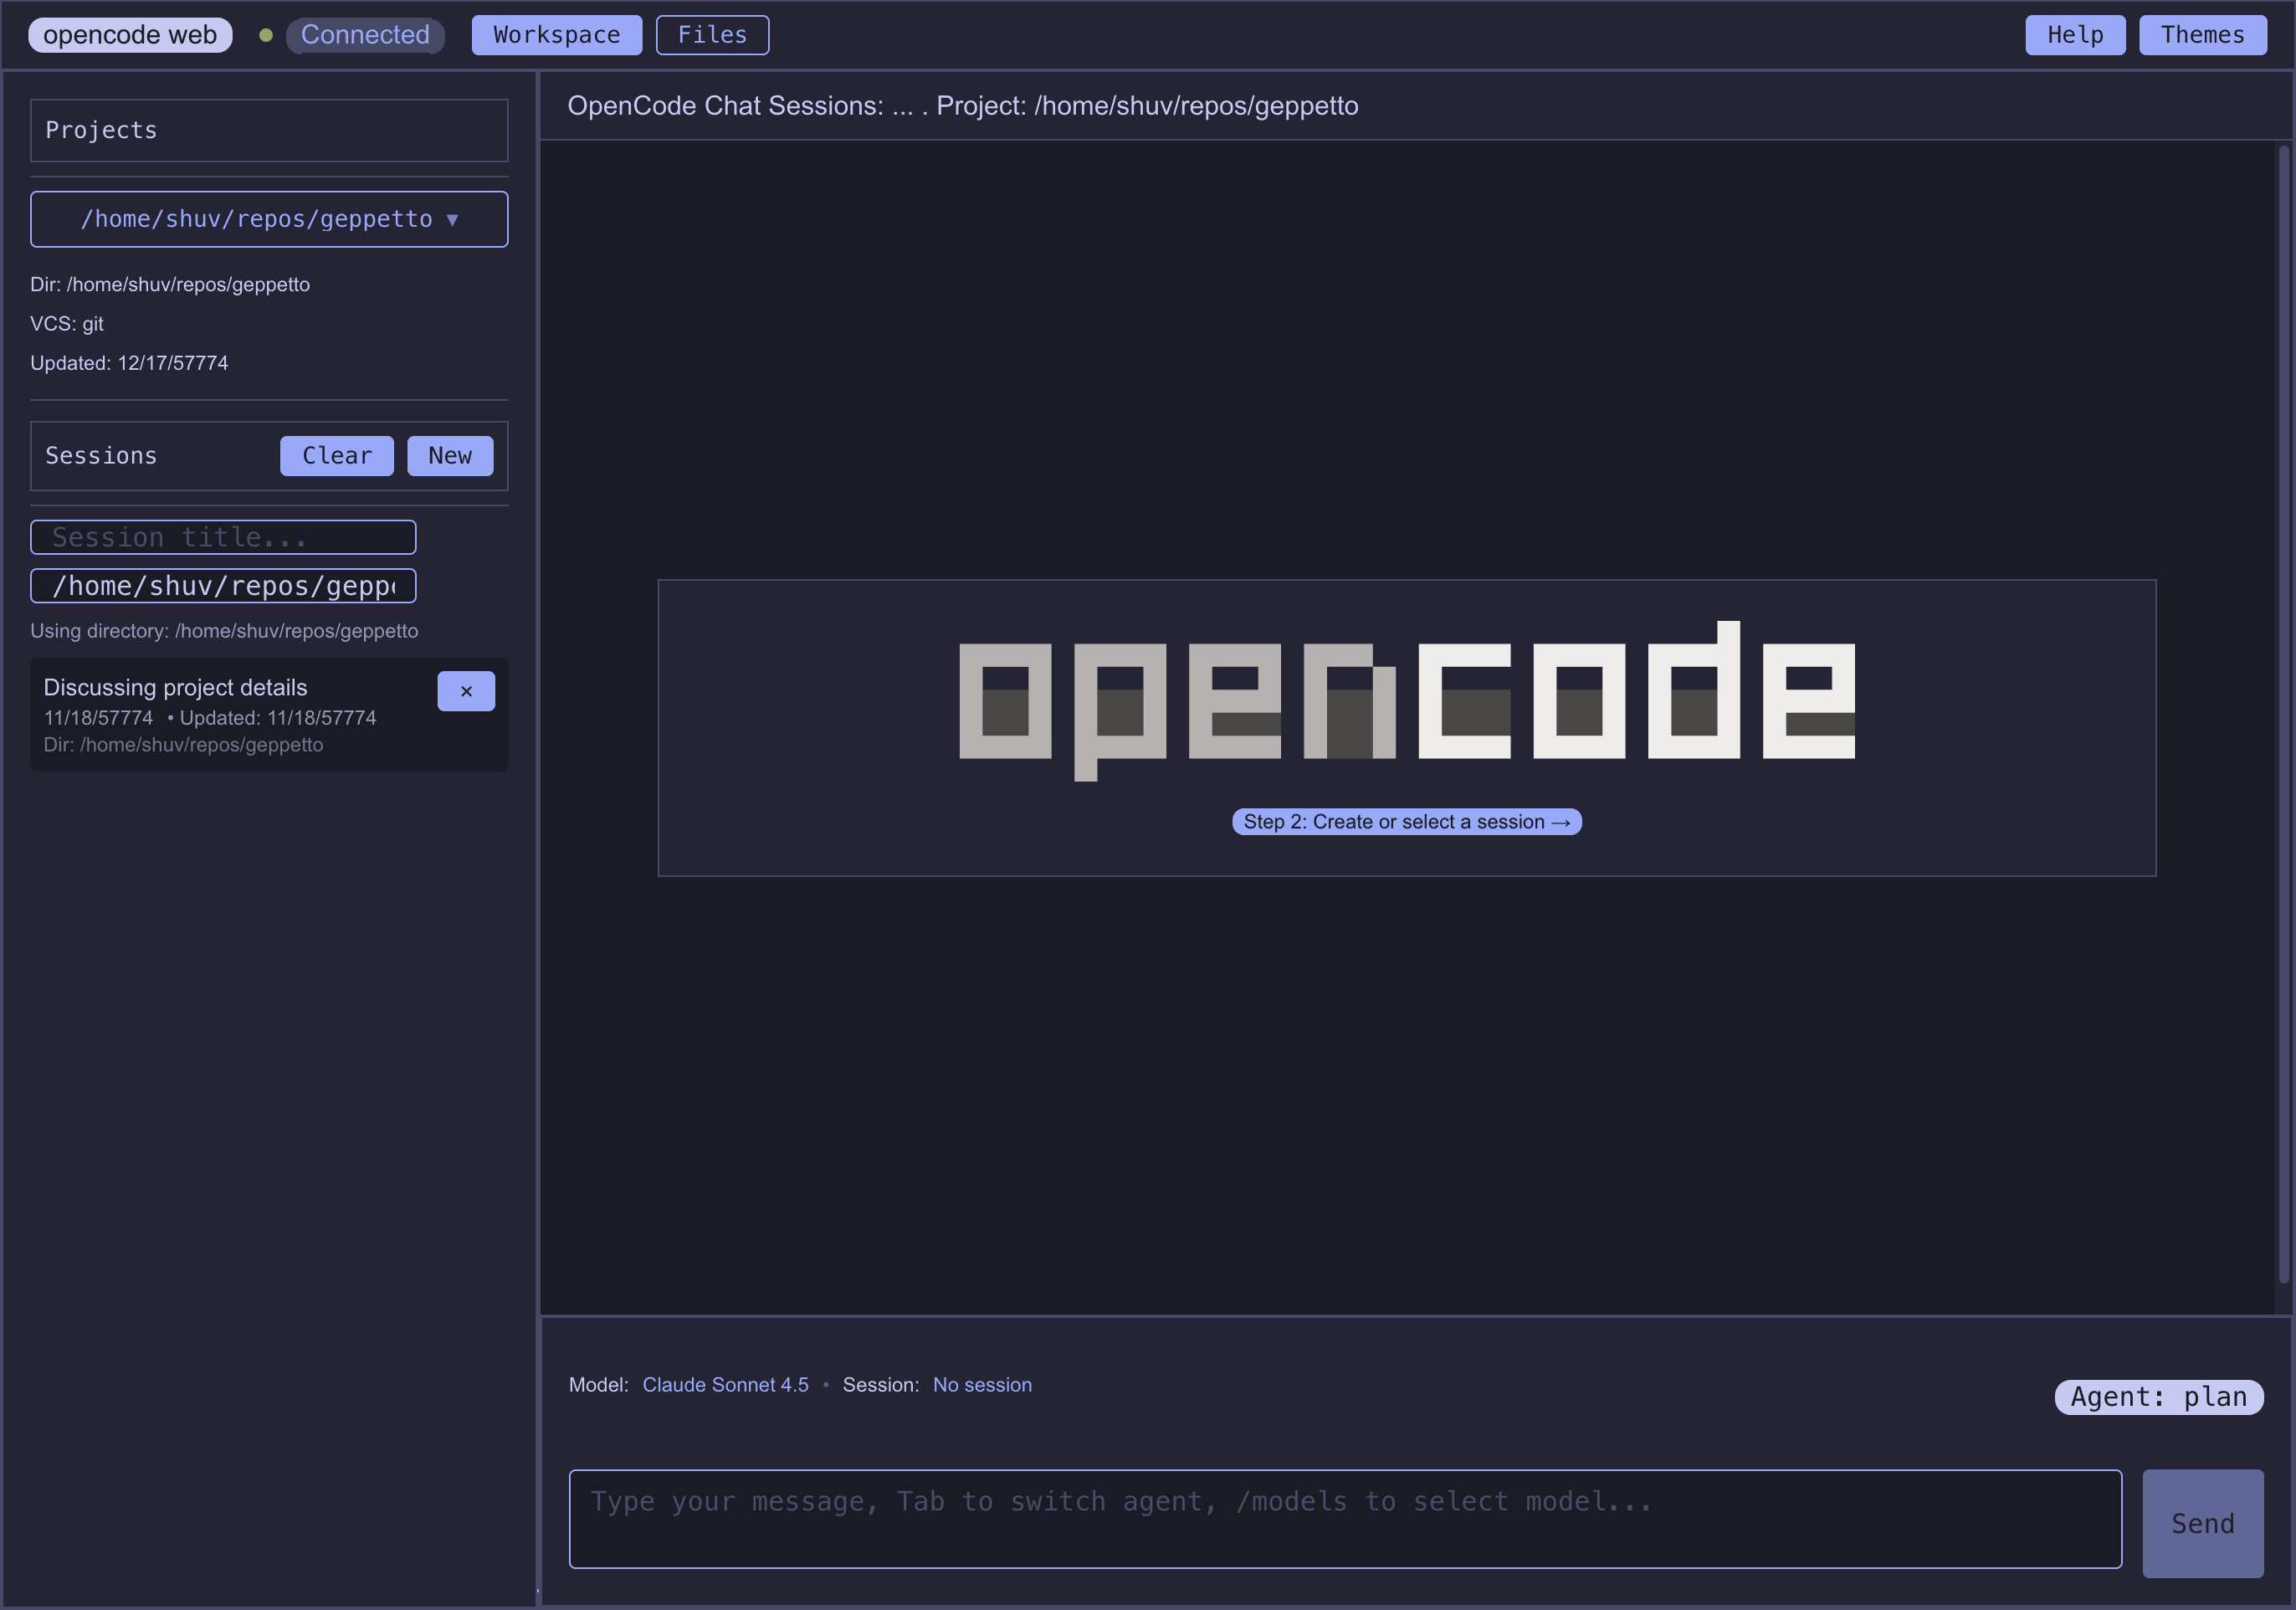 opencode web
Connected
Workspace
Files
Help
Themes
Projects
/home/shuv/repos/geppetto ▼
Dir: /home/shuv/repos/geppetto
VCS: git
Updated: 12/17/57774
Sessions
Clear
New
Session title...
/home/shuv/repos/geppe
Using directory: /home/shuv/repos/geppetto
Discussing project details
×
11/18/57774 • Updated: 11/18/57774
Dir: /home/shuv/repos/geppetto
OpenCode Chat Sessions: ... . Project: /home/shuv/repos/geppetto
opencode
Step 2: Create or select a session →
Model: Claude Sonnet 4.5 • Session: No session
Agent: plan
Type your message, Tab to switch agent, /models to select model...
Send